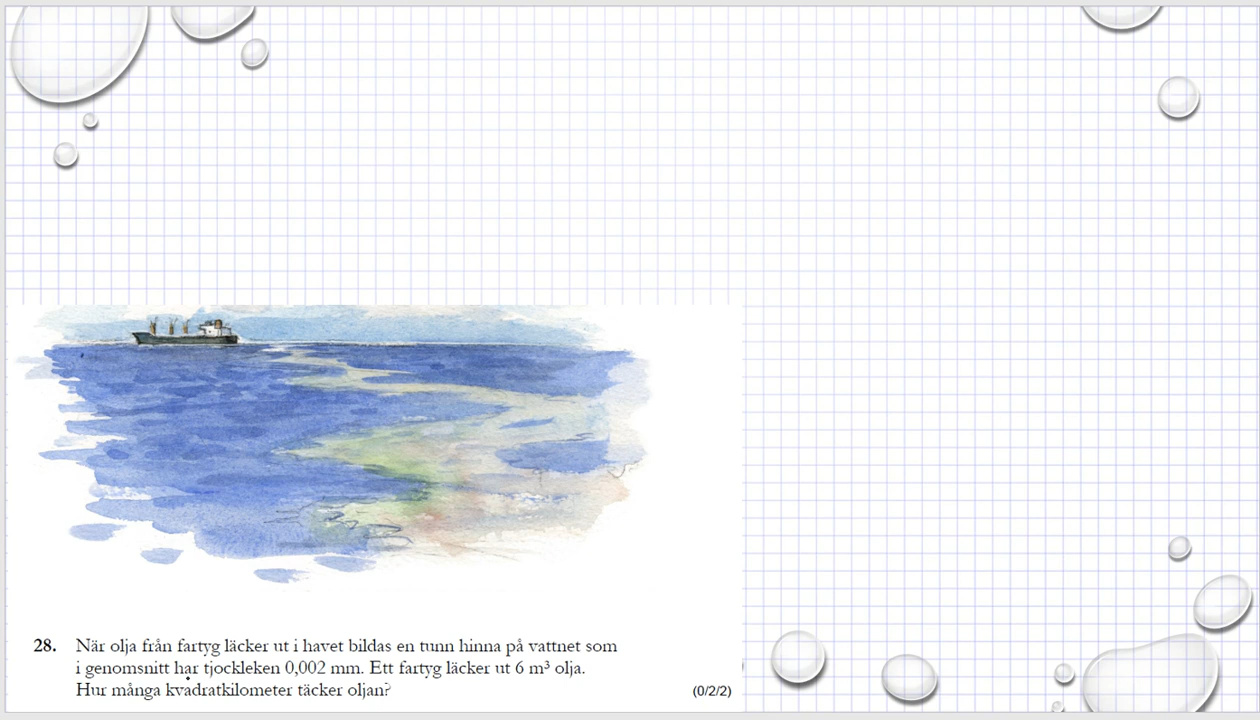 28. När olja från fartyg läcker ut i havet bildas en tunn hinna på vattnet som
i genomsnitt har tjockleken 0,002 mm. Ett fartyg läcker ut 6 m³ olja.
Hur många kvadratkilometer täcker oljan? (0/2/2)